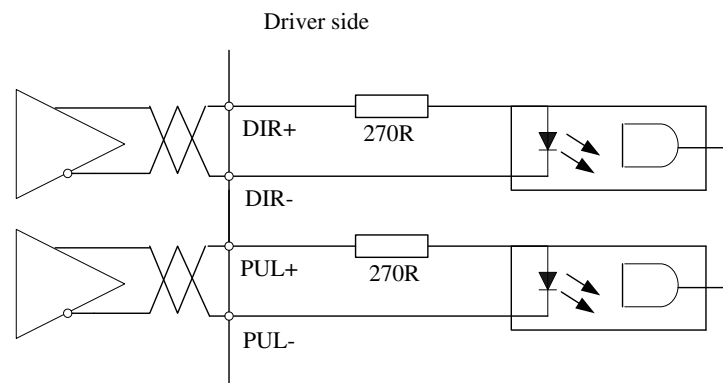 Driver side
DIR+
270R
DIR-
PUL+
270R
PUL-